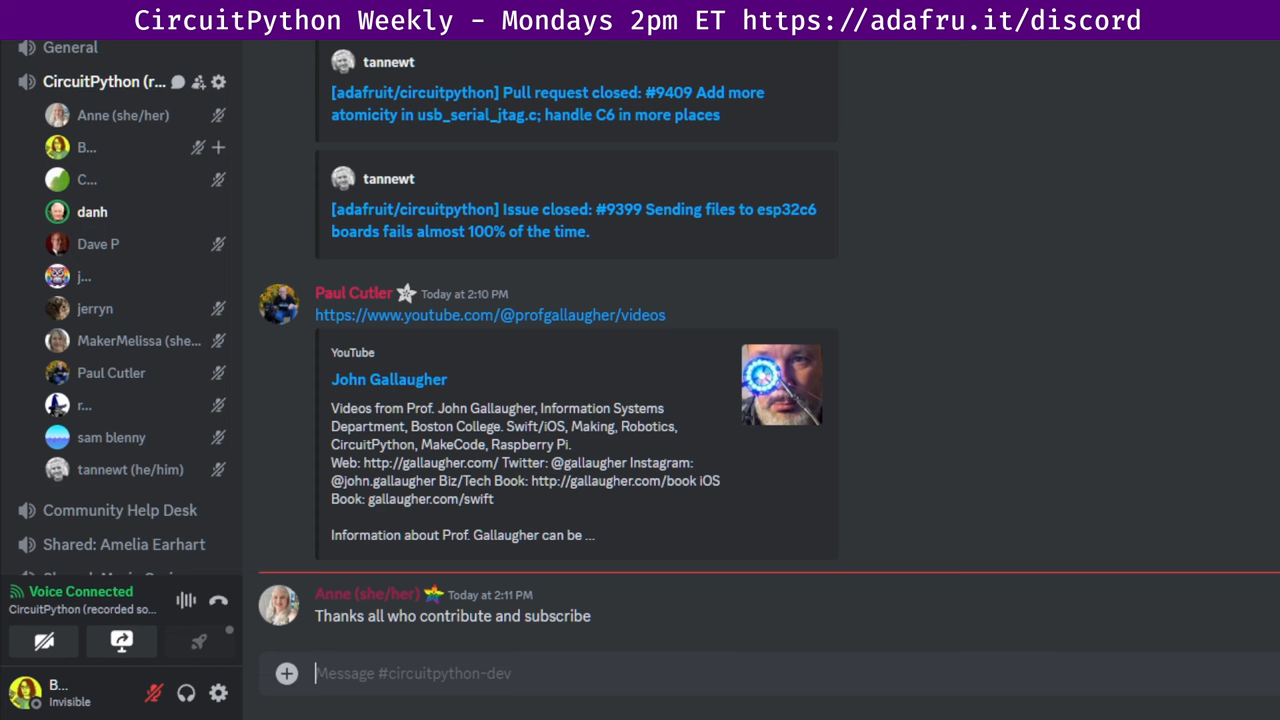 CircuitPython Weekly - Mondays 2pm ET https://adafru.it/discord
General
CircuitPython (r...
Anne (she/her)
B...
C...
danh
Dave P
j...
jerryn
MakerMelissa (she...
Paul Cutler
r...
sam blenny
tannewt (he/him)
Community Help Desk
Shared: Amelia Earhart
Voice Connected
CircuitPython (recorded so...
B...
Invisible
tannewt
[adafruit/circuitpython] Pull request closed: #9409 Add more
atomicity in usb_serial_jtag.c; handle C6 in more places
tannewt
[adafruit/circuitpython] Issue closed: #9399 Sending files to esp32c6
boards fails almost 100% of the time.
Paul Cutler Today at 2:10 PM
https://www.youtube.com/@profgallaugher/videos
YouTube
John Gallaugher
Videos from Prof. John Gallaugher, Information Systems
Department, Boston College. Swift/iOS, Making, Robotics,
CircuitPython, MakeCode, Raspberry Pi.
Web: http://gallaugher.com/ Twitter: @gallaugher Instagram:
@john.gallaugher Biz/Tech Book: http://gallaugher.com/book iOS
Book: gallaugher.com/swift
Information about Prof. Gallaugher can be ...
Anne (she/her) Today at 2:11 PM
Thanks all who contribute and subscribe
Message #circuitpython-dev